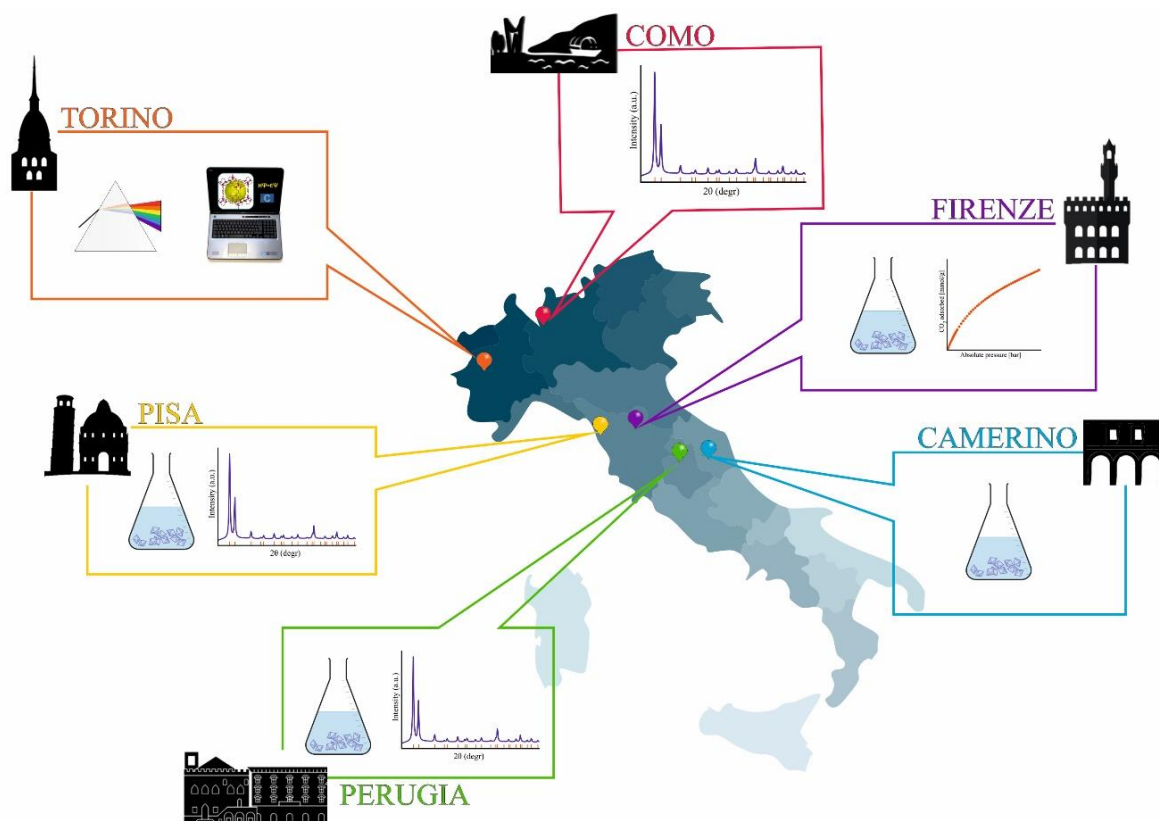 COMO
Intensity (a.u.)
2θ (degr)
TORINO
C
FIRENZE
CO₂ adsorbed [mmol/g]
Absolute pressure [bar]
PISA
Intensity (a.u.)
2θ (degr)
CAMERINO
Intensity (a.u.)
2θ (degr)
PERUGIA